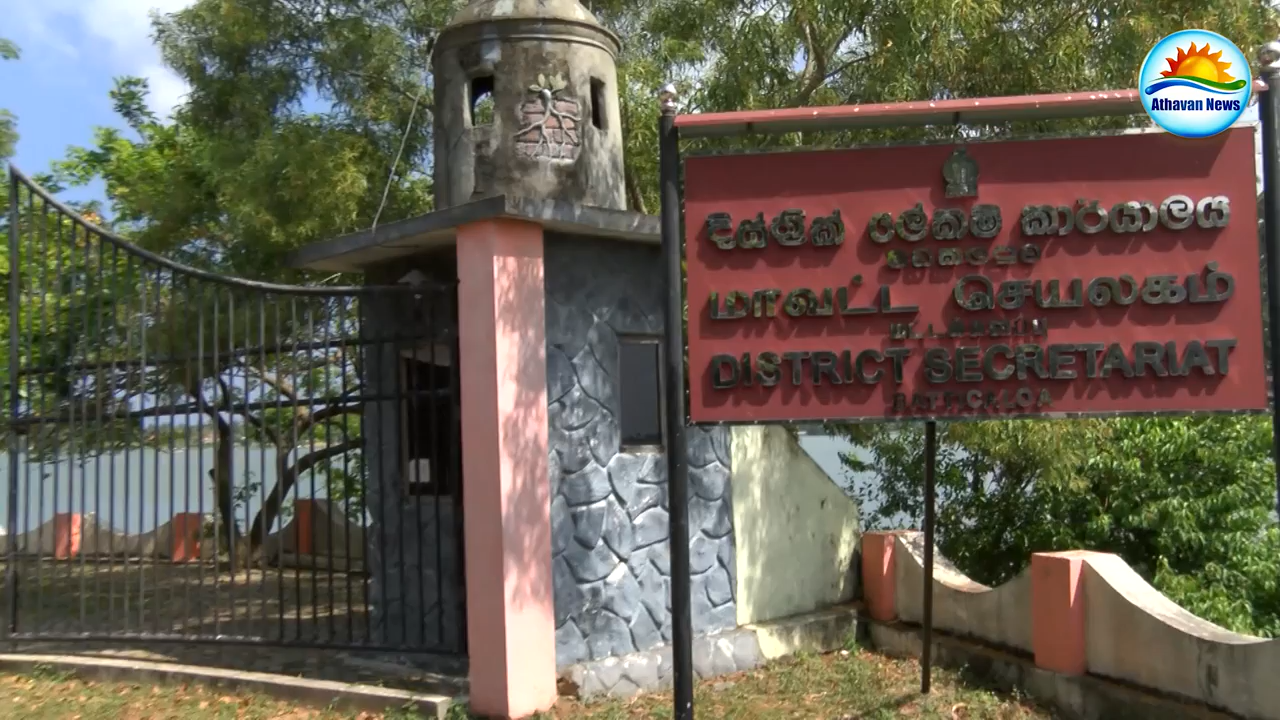 Athavan News
දිස්ත්‍රික් ලේකම් කාර්යාලය
மாவட்ட செயலகம்
DISTRICT SECRETARIAT
BATTICALOA